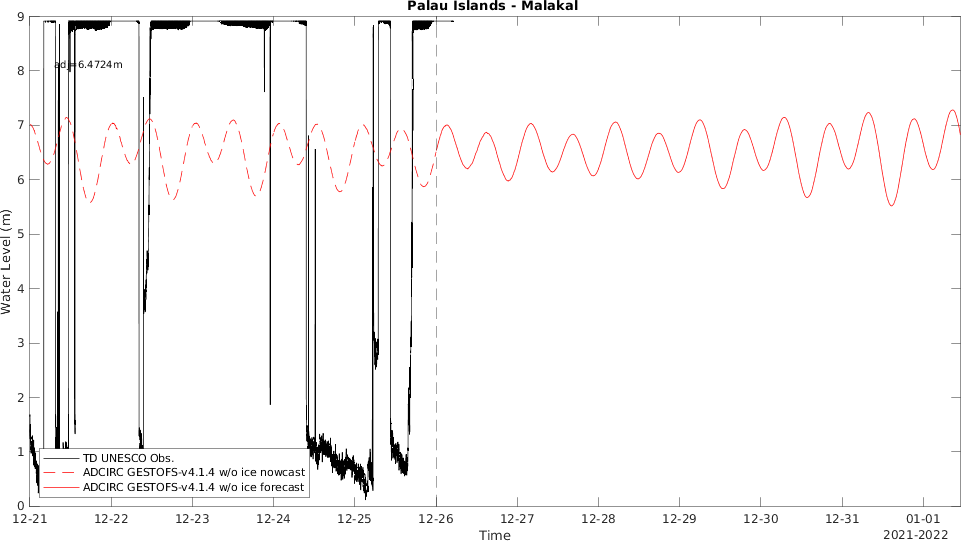 Palau Islands - Malakal
9
8
7
6
5
4
3
2
1
0
Water Level (m)
adj=6.4724m
TD UNESCO Obs.
ADCIRC GESTOFS-v4.1.4 w/o ice nowcast
ADCIRC GESTOFS-v4.1.4 w/o ice forecast
12-21 12-22 12-23 12-24 12-25 12-26 12-27 12-28 12-29 12-30 12-31 01-01
Time
2021-2022